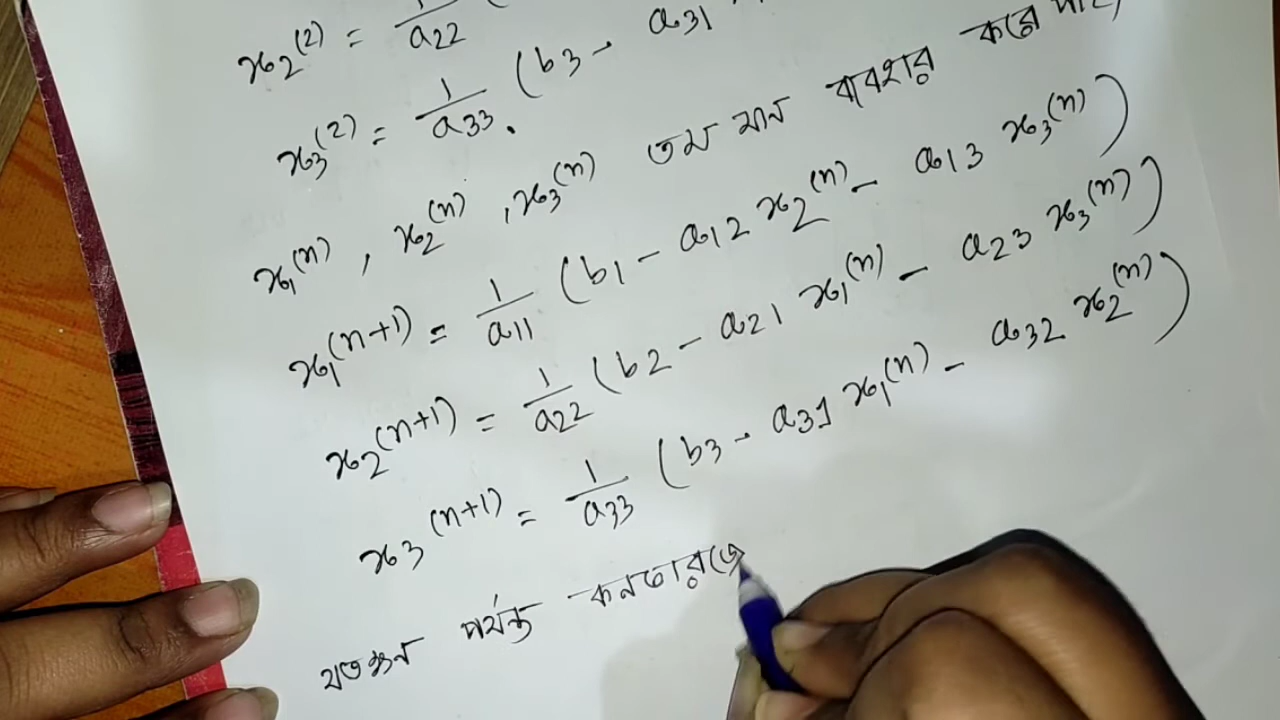 x₂⁽²⁾ = 1/a₂₂ (
x₃⁽²⁾ = 1/a₃₃ (b₃ - a₃₁
x₁⁽ⁿ⁾, x₂⁽ⁿ⁾, x₃⁽ⁿ⁾ তম মান ব্যবহার করে পাই,
x₁⁽ⁿ⁺¹⁾ = 1/a₁₁ (b₁ - a₁₂ x₂⁽ⁿ⁾ - a₁₃ x₃⁽ⁿ⁾)
x₂⁽ⁿ⁺¹⁾ = 1/a₂₂ (b₂ - a₂₁ x₁⁽ⁿ⁾ - a₂₃ x₃⁽ⁿ⁾)
x₃⁽ⁿ⁺¹⁾ = 1/a₃₃ (b₃ - a₃₁ x₁⁽ⁿ⁾ - a₃₂ x₂⁽ⁿ⁾)
যতক্ষন পর্যন্ত